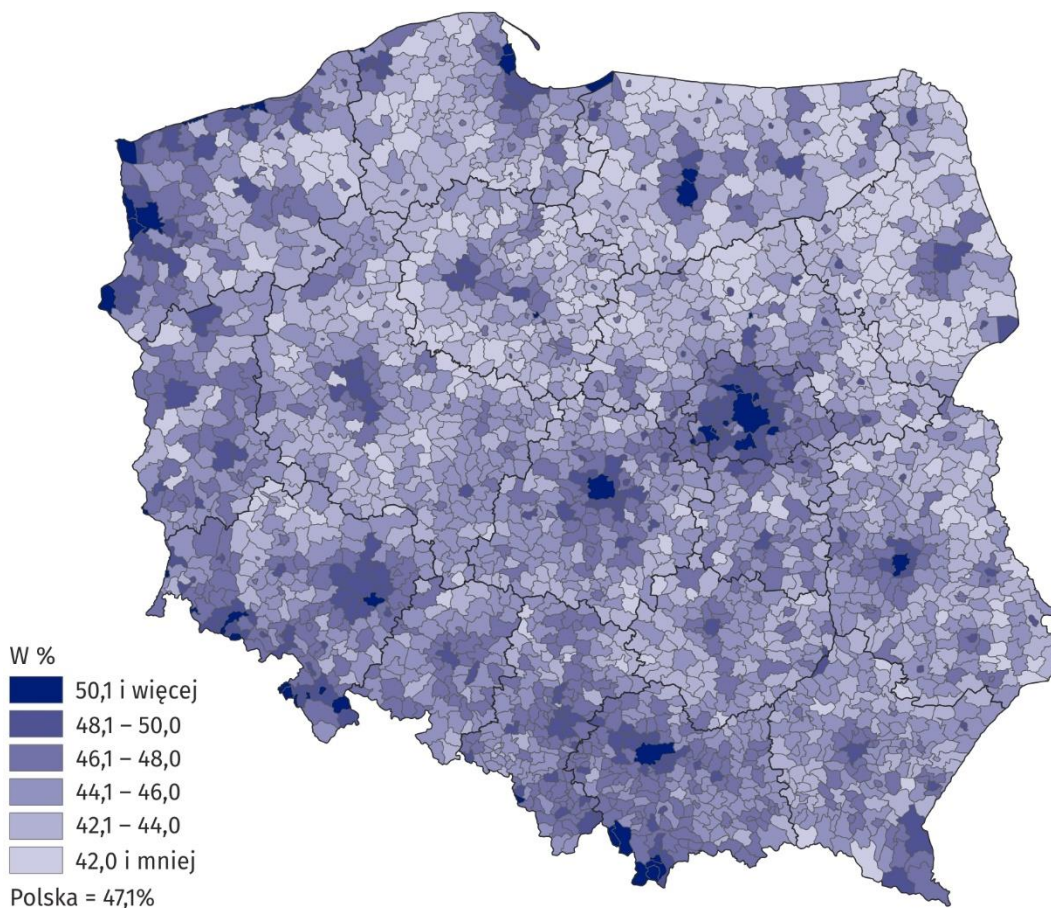 W %
50,1 i więcej
48,1 – 50,0
46,1 – 48,0
44,1 – 46,0
42,1 – 44,0
42,0 i mniej
Polska = 47,1%